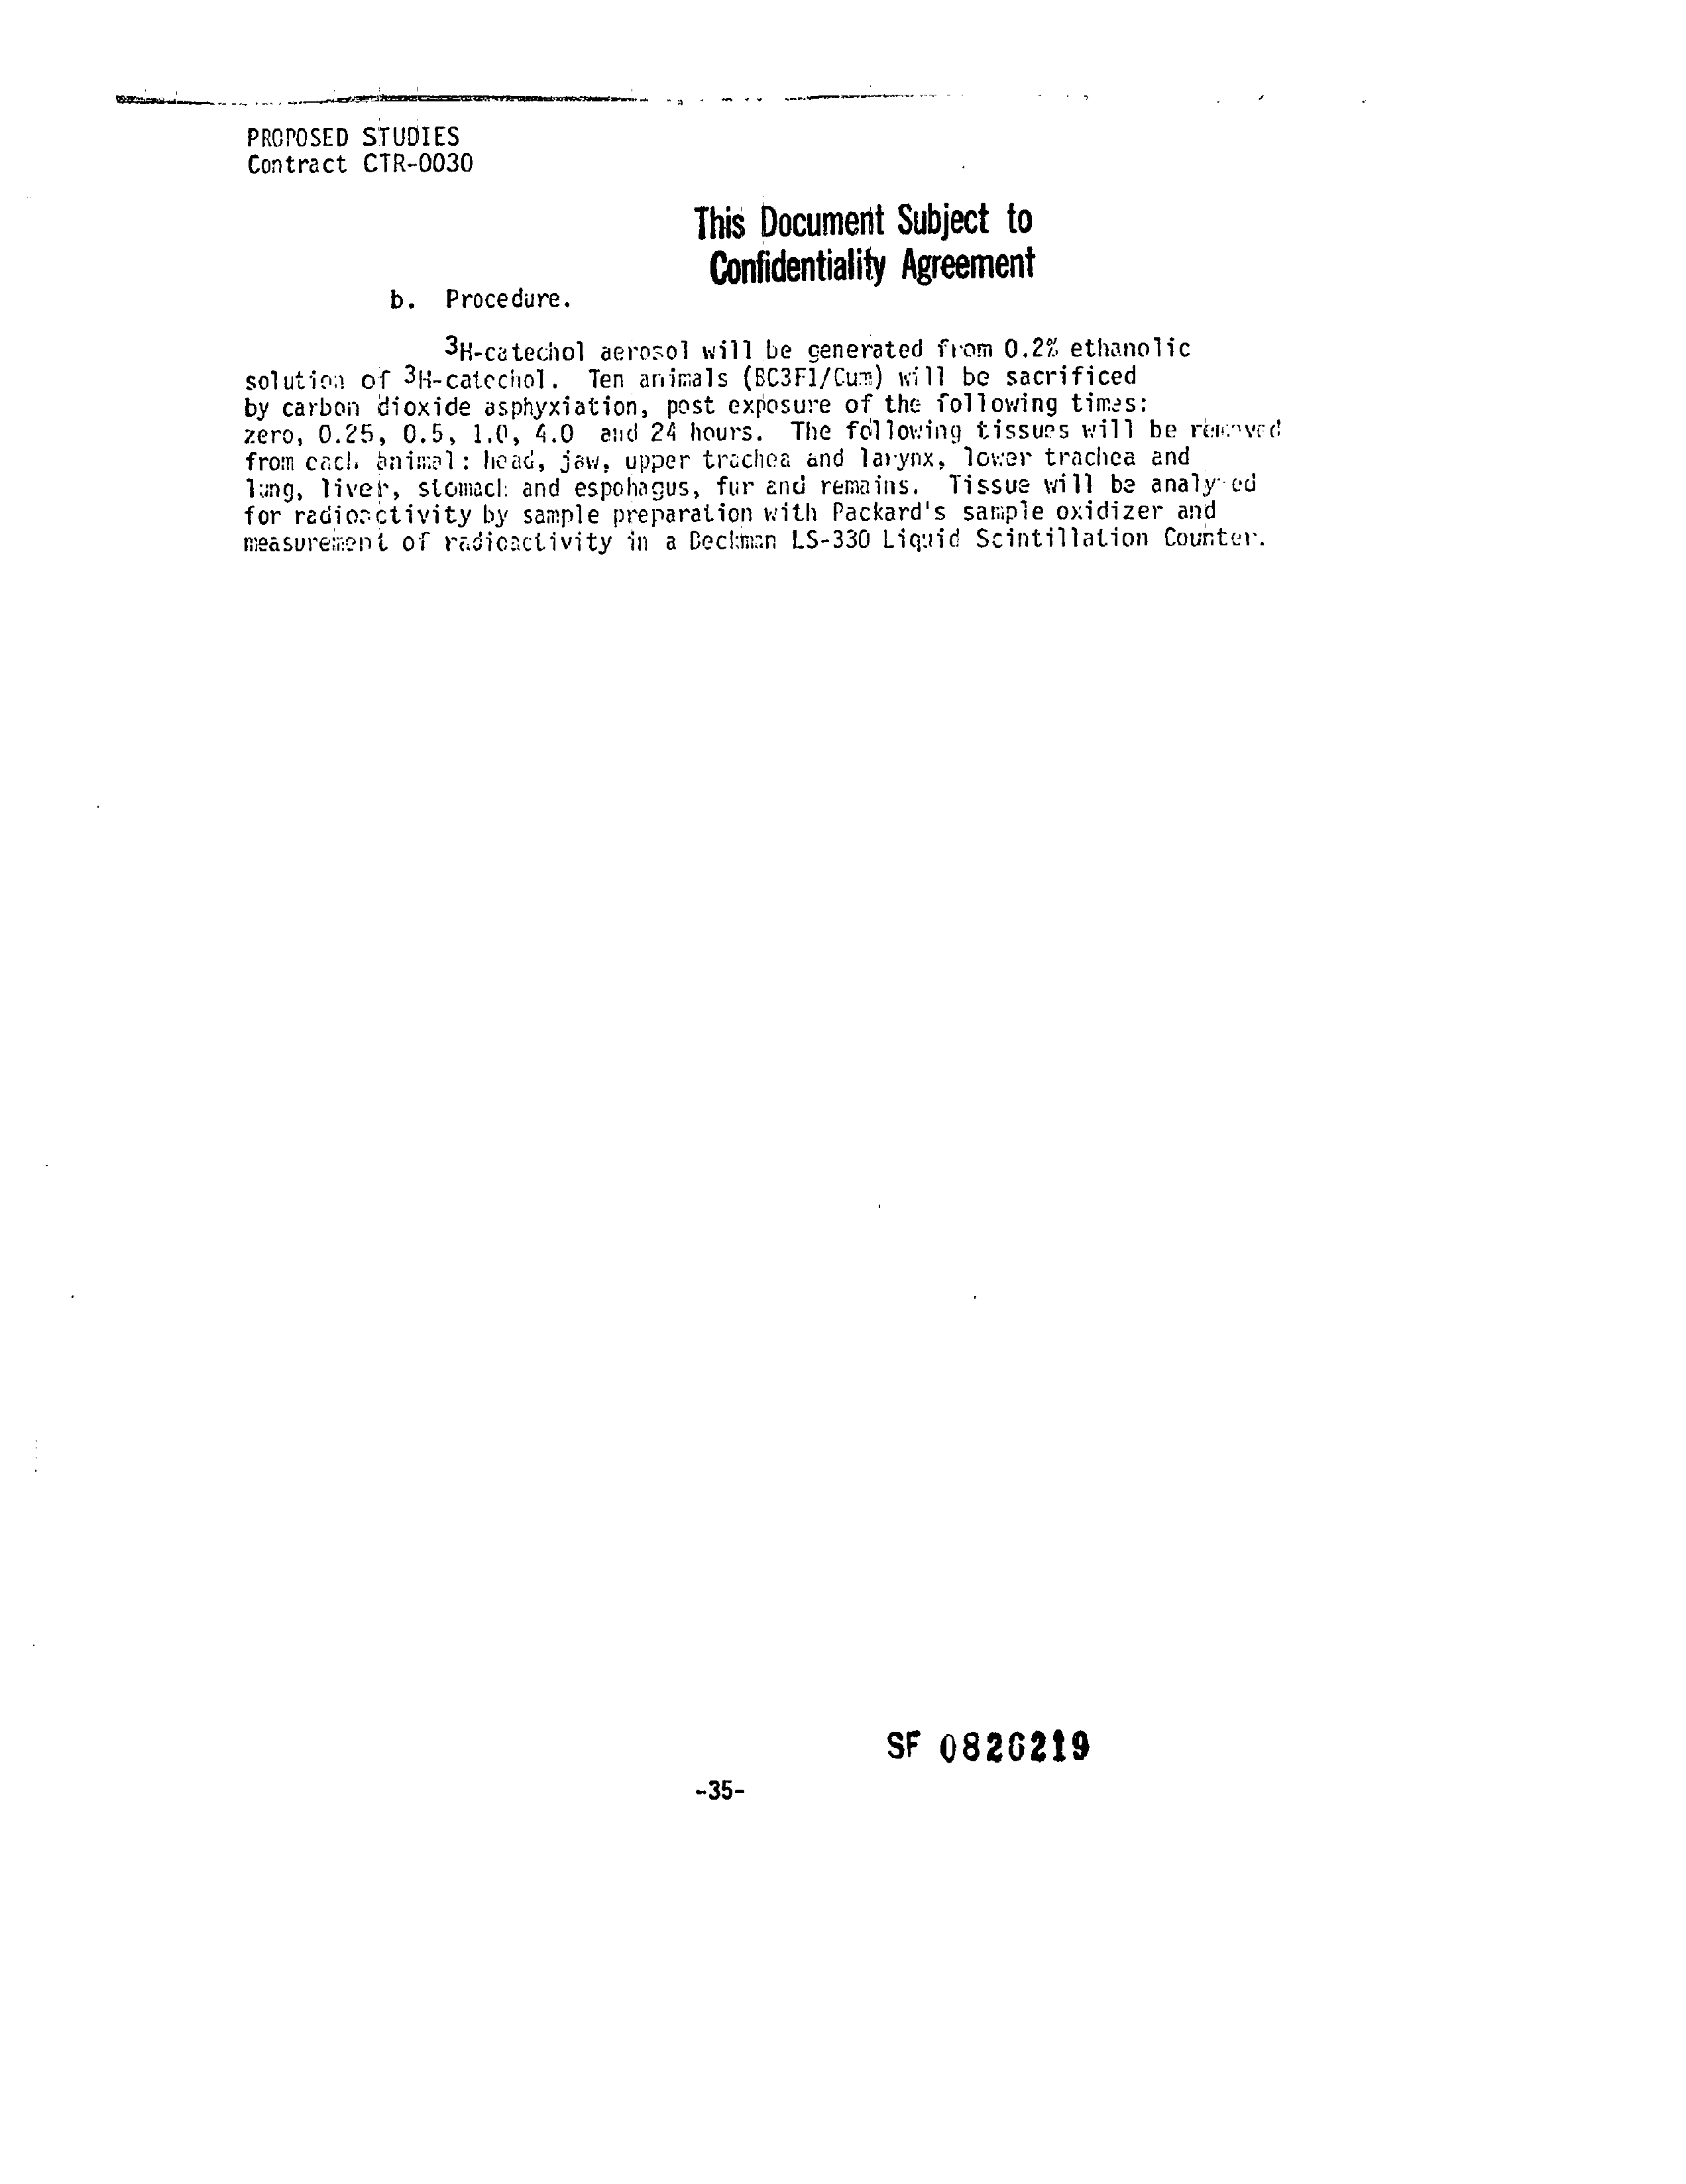 PROPOSED STUDIES
Contract CTR-0030
This Document Subject to
Confidentiality Agreement
b. Procedure.
3H-catechol aerosol will be generated from 0.2% ethanolic
solution of 3H-catechol. Ten animals (BC3F1/Cum) will be sacrificed
by carbon dioxide asphyxiation, post exposure of the following times:
zero, 0.25, 0.5, 1.0, 4.0 and 24 hours. The following tissues will be removed
from each animal: head, jaw, upper trachea and larynx, lower trachea and
lung, liver, stomach and espohagus, fur and remains. Tissue will be analyzed
for radioactivity by sample preparation with Packard's sample oxidizer and
measurement of radioactivity in a Beckman LS-330 Liquid Scintillation Counter.
SF 0826219
-35-